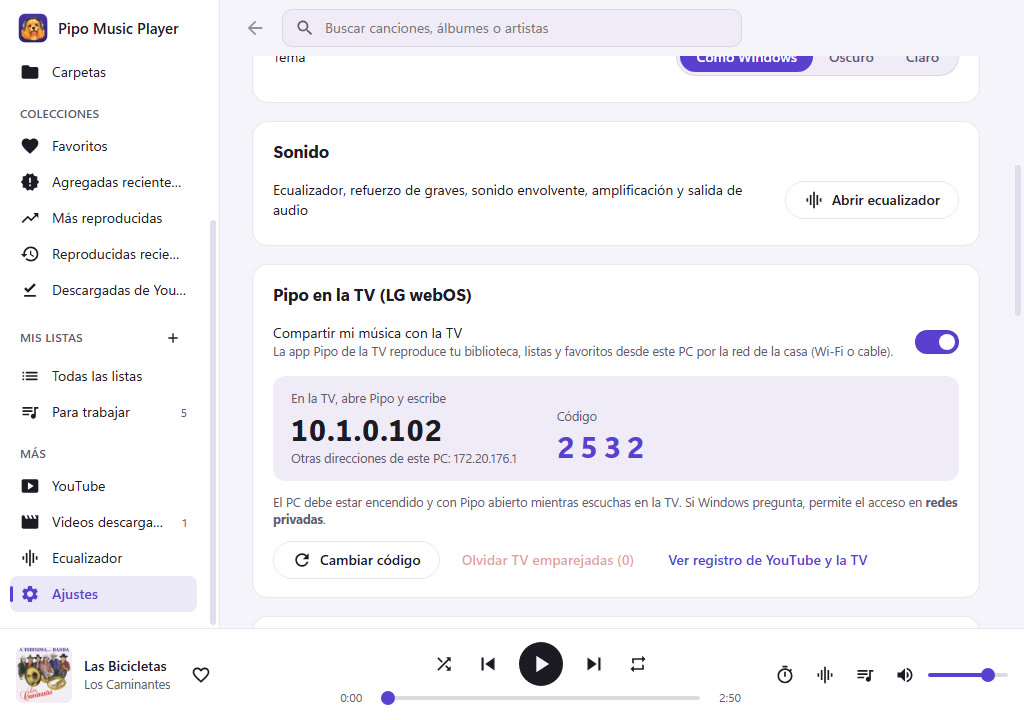 Pipo Music Player
Buscar canciones, álbumes o artistas
Carpetas
COLECCIONES
Favoritos
Agregadas reciente...
Más reproducidas
Reproducidas recie...
Descargadas de You...
MIS LISTAS
Todas las listas
Para trabajar 5
MÁS
YouTube
Videos descarga... 1
Ecualizador
Ajustes
Tema
Como Windows Oscuro Claro
Sonido
Ecualizador, refuerzo de graves, sonido envolvente, amplificación y salida de
audio
Abrir ecualizador
Pipo en la TV (LG webOS)
Compartir mi música con la TV
La app Pipo de la TV reproduce tu biblioteca, listas y favoritos desde este PC por la red de la casa (Wi-Fi o cable).
En la TV, abre Pipo y escribe
10.1.0.102
Otras direcciones de este PC: 172.20.176.1
Código
2532
El PC debe estar encendido y con Pipo abierto mientras escuchas en la TV. Si Windows pregunta, permite el acceso en redes
privadas.
Cambiar código
Olvidar TV emparejadas (0)
Ver registro de YouTube y la TV
Las Bicicletas
Los Caminantes
0:00
2:50